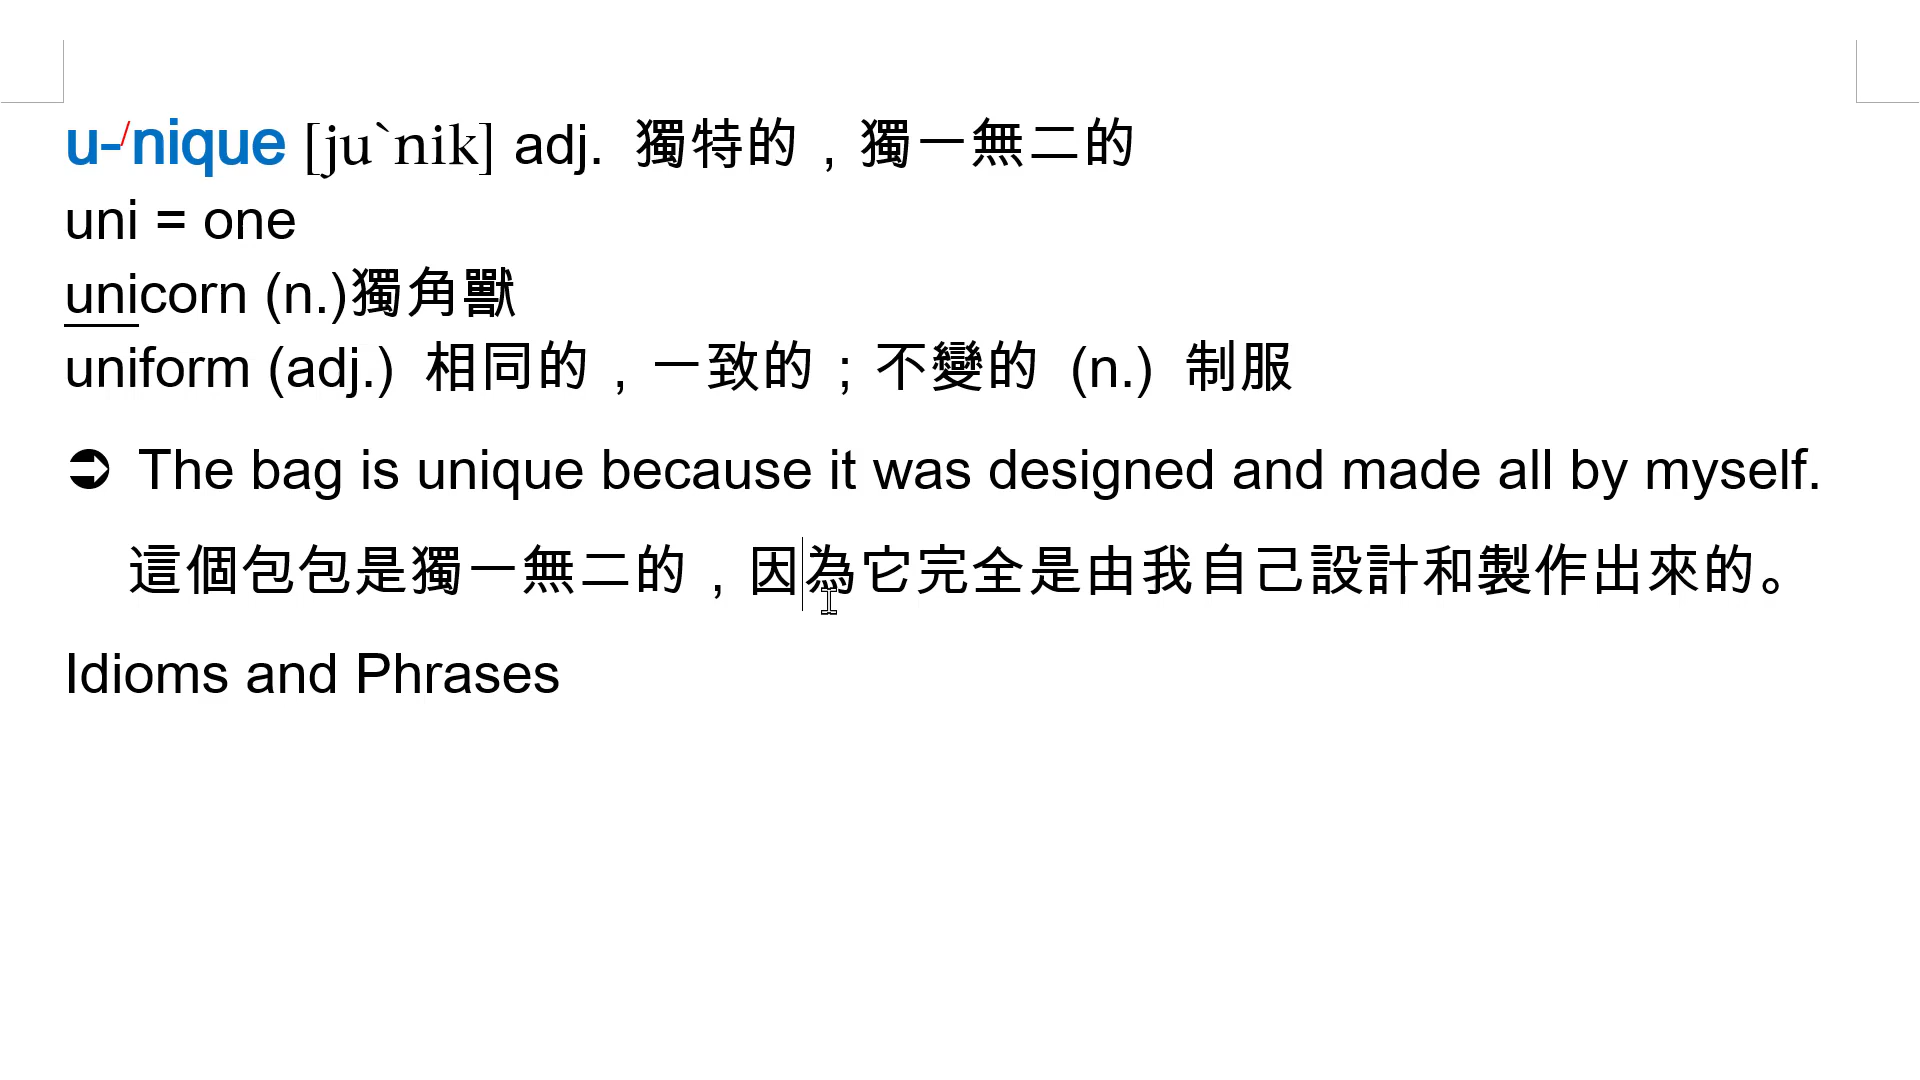 u-/nique [ju`nik] adj. 獨特的，獨一無二的
uni = one
unicorn (n.)獨角獸
uniform (adj.) 相同的，一致的；不變的 (n.) 制服
➲ The bag is unique because it was designed and made all by myself.
這個包包是獨一無二的，因為它完全是由我自己設計和製作出來的。
Idioms and Phrases